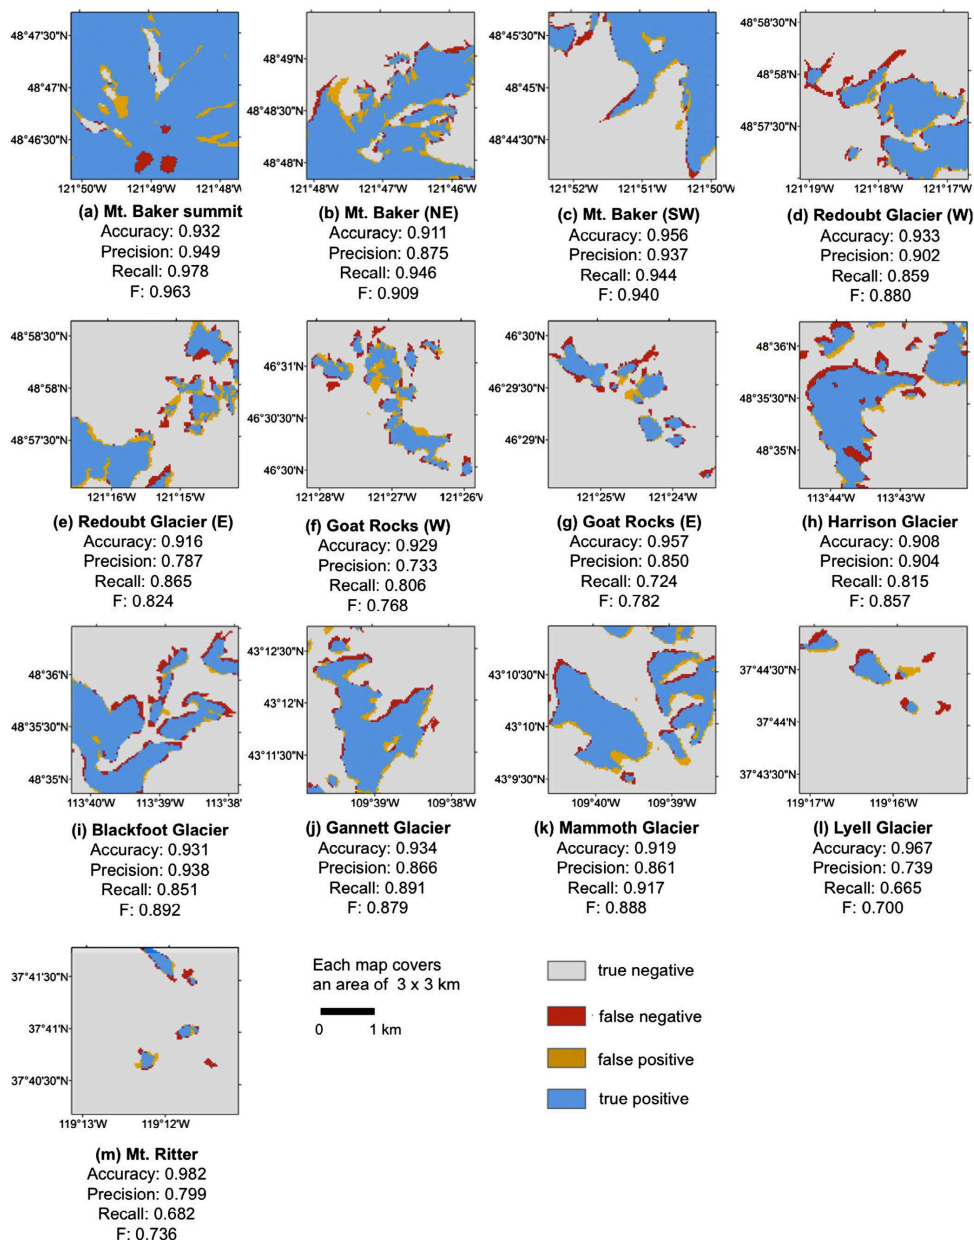 48°47'30"N
48°47'N
48°46'30"N
121°50'W 121°49'W 121°48'W
(a) Mt. Baker summit
Accuracy: 0.932
Precision: 0.949
Recall: 0.978
F: 0.963
48°49'N
48°48'30"N
48°48'N
121°48'W 121°47'W 121°46'W
(b) Mt. Baker (NE)
Accuracy: 0.911
Precision: 0.875
Recall: 0.946
F: 0.909
48°45'30"N
48°45'N
48°44'30"N
121°52'W 121°51'W 121°50'W
(c) Mt. Baker (SW)
Accuracy: 0.956
Precision: 0.937
Recall: 0.944
F: 0.940
48°58'30"N
48°58'N
48°57'30"N
121°19'W 121°18'W 121°17'W
(d) Redoubt Glacier (W)
Accuracy: 0.933
Precision: 0.902
Recall: 0.859
F: 0.880
48°58'30"N
48°58'N
48°57'30"N
121°16'W 121°15'W
(e) Redoubt Glacier (E)
Accuracy: 0.916
Precision: 0.787
Recall: 0.865
F: 0.824
46°31'N
46°30'30"N
46°30'N
121°28'W 121°27'W 121°26'W
(f) Goat Rocks (W)
Accuracy: 0.929
Precision: 0.733
Recall: 0.806
F: 0.768
46°30'N
46°29'30"N
46°29'N
121°25'W 121°24'W
(g) Goat Rocks (E)
Accuracy: 0.957
Precision: 0.850
Recall: 0.724
F: 0.782
48°36'N
48°35'30"N
48°35'N
113°44'W 113°43'W
(h) Harrison Glacier
Accuracy: 0.908
Precision: 0.904
Recall: 0.815
F: 0.857
48°36'N
48°35'30"N
48°35'N
113°40'W 113°39'W 113°38'
(i) Blackfoot Glacier
Accuracy: 0.931
Precision: 0.938
Recall: 0.851
F: 0.892
43°12'30"N
43°12'N
43°11'30"N
109°39'W 109°38'W
(j) Gannett Glacier
Accuracy: 0.934
Precision: 0.866
Recall: 0.891
F: 0.879
43°10'30"N
43°10'N
43°9'30"N
109°40'W 109°39'W
(k) Mammoth Glacier
Accuracy: 0.919
Precision: 0.861
Recall: 0.917
F: 0.888
37°44'30"N
37°44'N
37°43'30"N
119°17'W 119°16'W
(l) Lyell Glacier
Accuracy: 0.967
Precision: 0.739
Recall: 0.665
F: 0.700
37°41'30"N
37°41'N
37°40'30"N
119°13'W 119°12'W
(m) Mt. Ritter
Accuracy: 0.982
Precision: 0.799
Recall: 0.682
F: 0.736
Each map covers
an area of 3 x 3 km
0 1 km
true negative
false negative
false positive
true positive